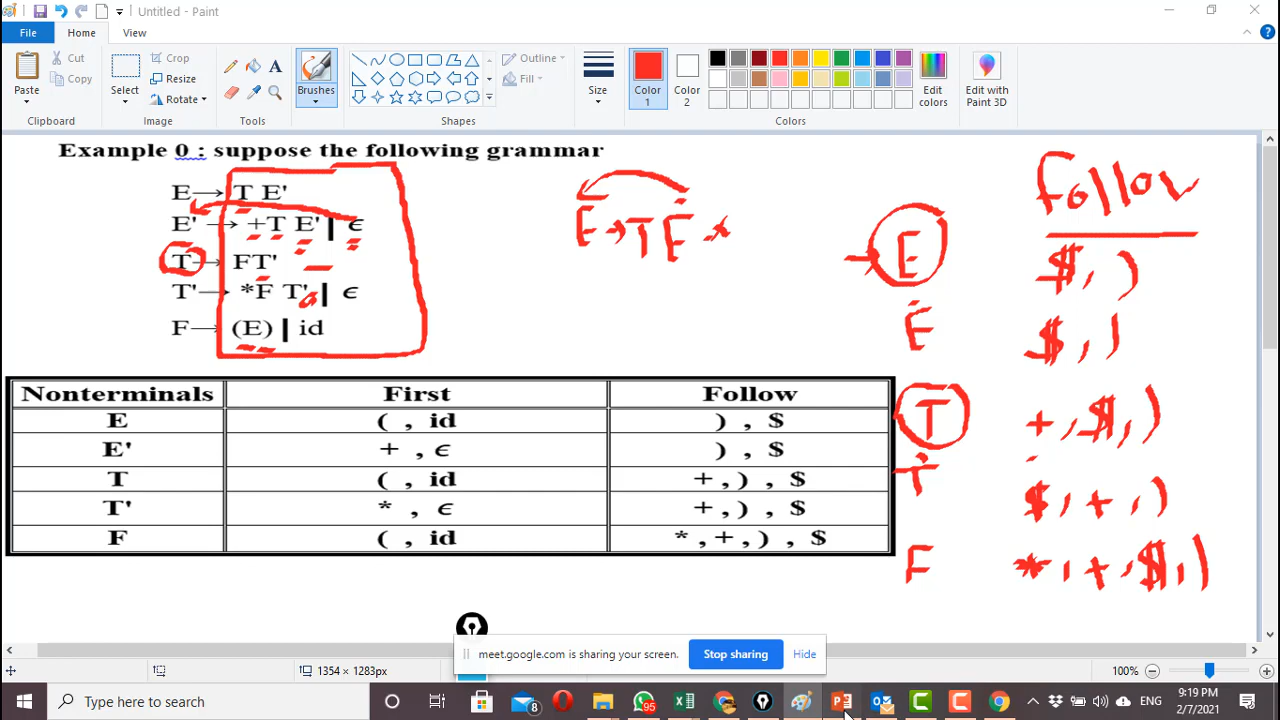 Untitled - Paint
File Home View
Paste Cut Copy Clipboard
Select Crop Resize Rotate Image
Tools
Brushes
Shapes Outline Fill
Size
Color 1 Color 2 Colors
Edit colors
Edit with Paint 3D
Example 0 : suppose the following grammar
E→ T E'
E' → +T E' | ϵ
T→ FT'
T'→ *F T' | ϵ
F→ (E) | id
E→TE'
Follow
E $, )
E' $, )
T +, $, )
T' $, +, )
F *, +, $, )
Nonterminals First Follow
E ( , id ) , $
E' + , ϵ ) , $
T ( , id + , ) , $
T' * , ϵ + , ) , $
F ( , id * , + , ) , $
meet.google.com is sharing your screen. Stop sharing Hide
1354 × 1283px 100%
Type here to search
8
95
ENG
9:19 PM
2/7/2021